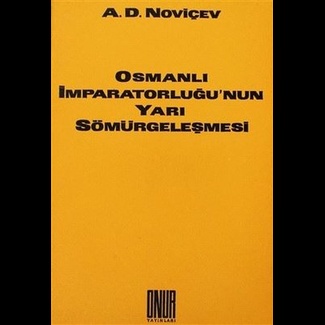 A. D. NOVİÇEV
OSMANLI
İMPARATORLUĞU'NUN
YARI
SÖMÜRGELEŞMESİ
ONUR
YAYINLARI